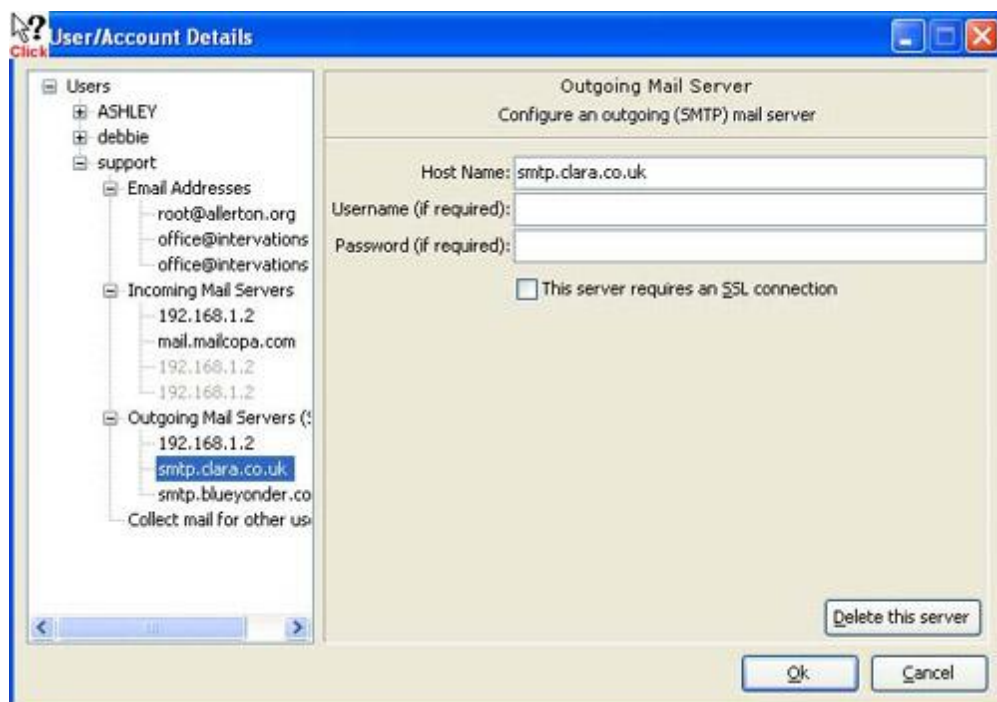 Click
User/Account Details
Users
ASHLEY
debbie
support
Email Addresses
root@allerton.org
office@intervations
office@intervations
Incoming Mail Servers
192.168.1.2
mail.mailcopa.com
192.168.1.2
192.168.1.2
Outgoing Mail Servers (S
192.168.1.2
smtp.clara.co.uk
smtp.blueyonder.co
Collect mail for other us
Outgoing Mail Server
Configure an outgoing (SMTP) mail server
Host Name: smtp.clara.co.uk
Username (if required):
Password (if required):
This server requires an SSL connection
Delete this server
Ok
Cancel